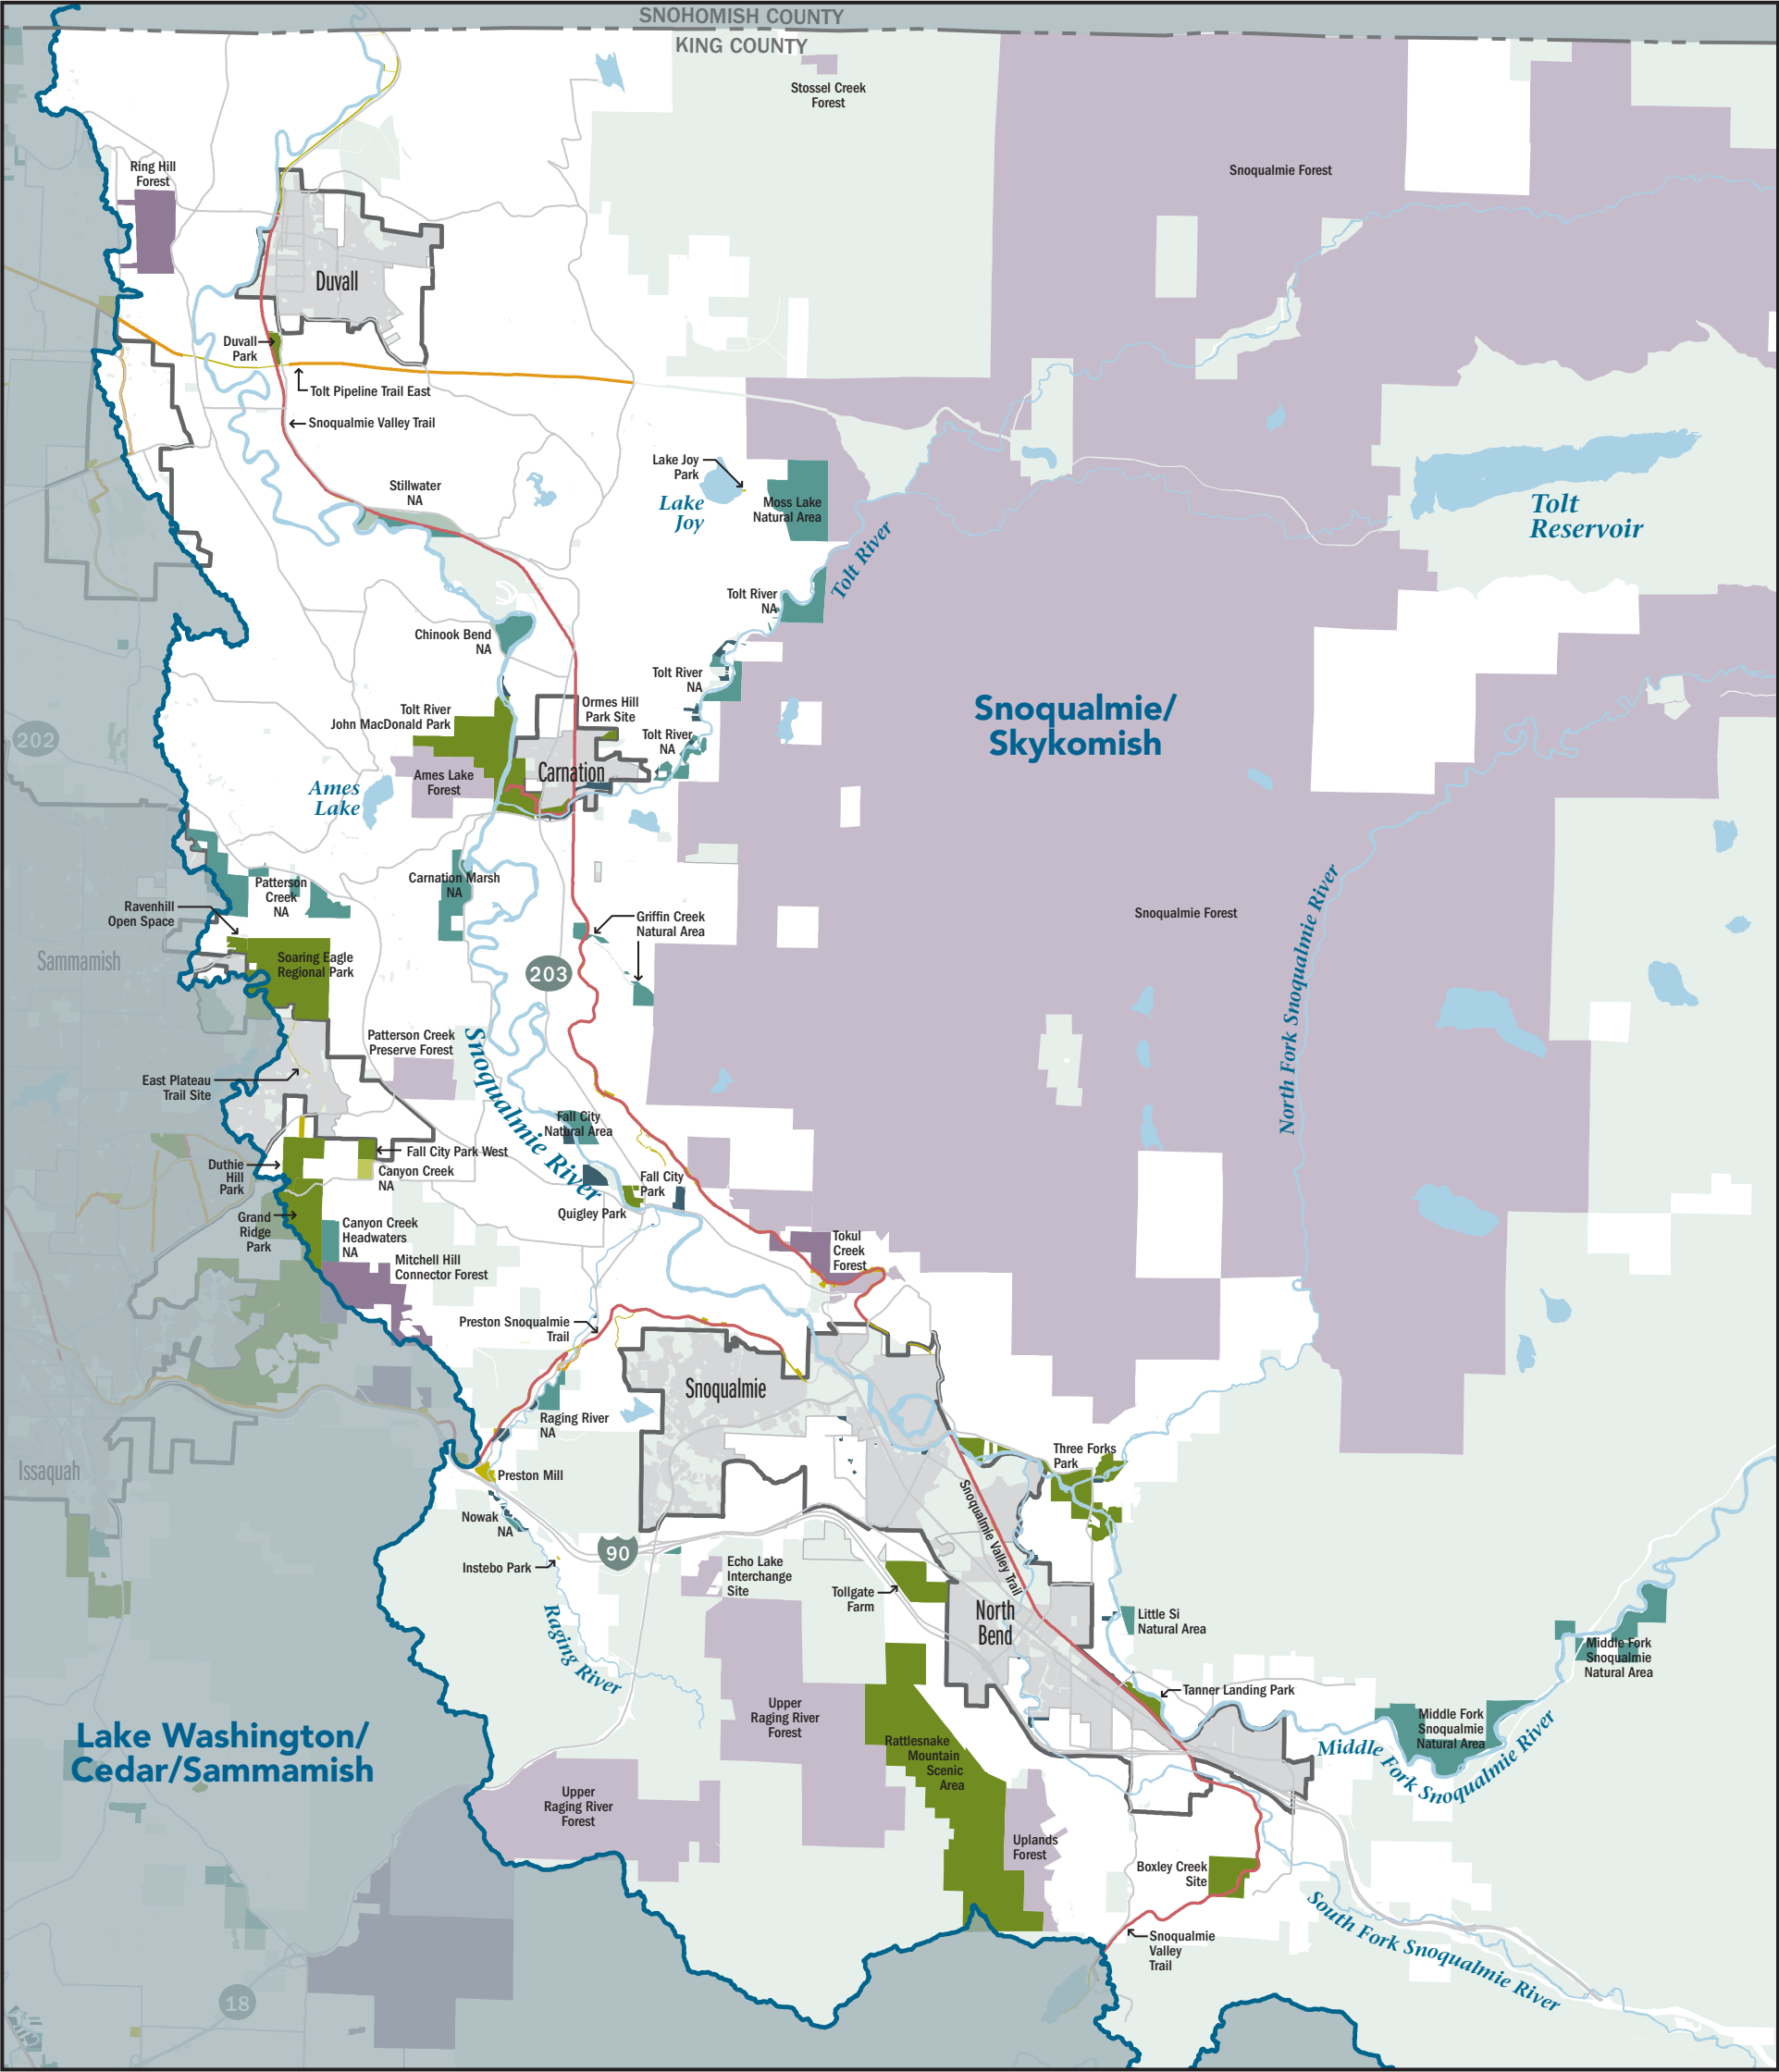 SNOHOMISH COUNTY
KING COUNTY
Stossel Creek
Forest
Ring Hill
Forest
Snoqualmie Forest
Duvall
Duvall
Park
Tolt Pipeline Trail East
Snoqualmie Valley Trail
Lake Joy
Park
Lake
Joy
Moss Lake
Natural Area
Stillwater
NA
Tolt
Reservoir
Tolt River
Tolt River
NA
Chinook Bend
NA
Tolt River
NA
Tolt River
John MacDonald Park
Ormes Hill
Park Site
Tolt River
NA
Snoqualmie/
Skykomish
202
Ames Lake
Forest
Carnation
Ames
Lake
Patterson
Creek
NA
Carnation Marsh
NA
Ravenhill
Open Space
Griffin Creek
Natural Area
Snoqualmie Forest
North Fork Snoqualmie River
Sammamish
Soaring Eagle
Regional Park
203
Patterson Creek
Preserve Forest
Snoqualmie River
East Plateau
Trail Site
Fall City
Natural Area
Fall City Park West
Duthie
Hill
Park
Canyon Creek
NA
Fall City
Park
Quigley Park
Grand
Ridge
Park
Canyon Creek
Headwaters
NA
Tokul
Creek
Forest
Mitchell Hill
Connector Forest
Preston Snoqualmie
Trail
Snoqualmie
Raging River
NA
Three Forks
Park
Issaquah
Preston Mill
Snoqualmie Valley Trail
Nowak
NA
90
Instebo Park
Echo Lake
Interchange
Site
Tollgate
Farm
North
Bend
Little Si
Natural Area
Raging River
Middle Fork
Snoqualmie
Natural Area
Tanner Landing Park
Upper
Raging River
Forest
Middle Fork
Snoqualmie
Natural Area
Lake Washington/
Cedar/Sammamish
Rattlesnake
Mountain
Scenic
Area
Middle Fork Snoqualmie River
Upper
Raging River
Forest
Uplands
Forest
Boxley Creek
Site
South Fork Snoqualmie River
Snoqualmie
Valley
Trail
18